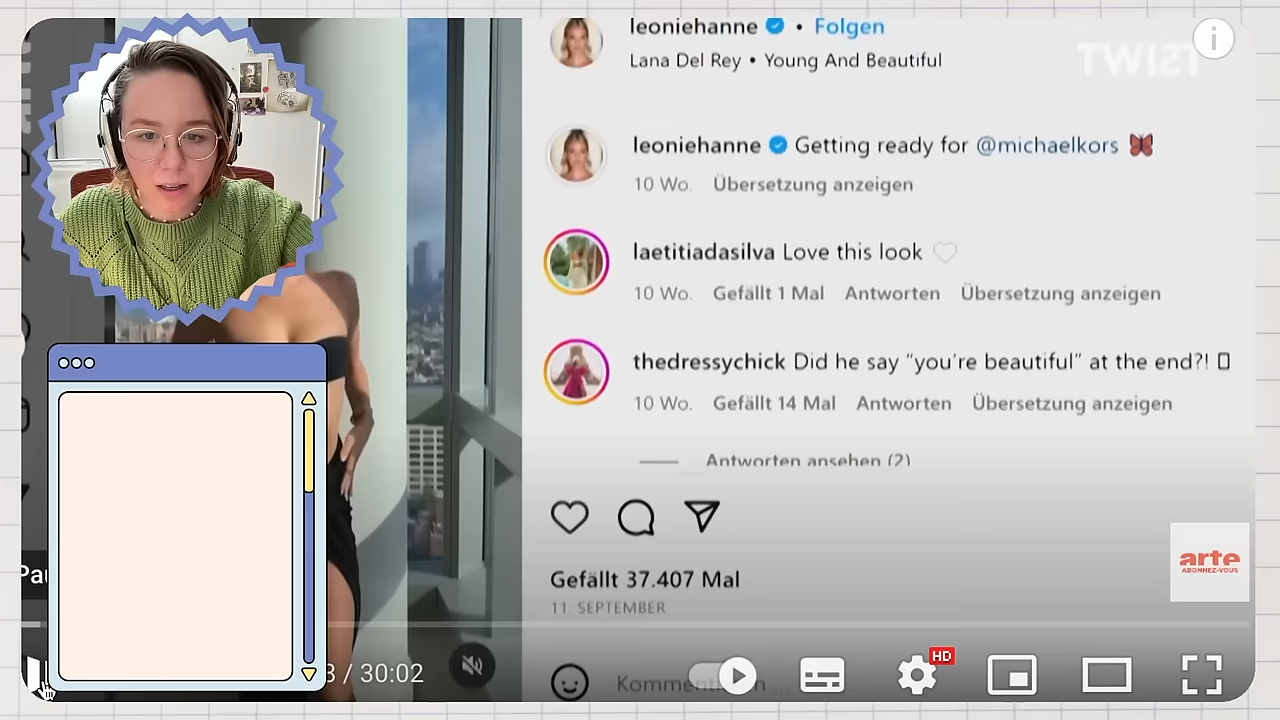 leoniehanne • Folgen
Lana Del Rey • Young And Beautiful
TWIST
leoniehanne Getting ready for @michaelkors
10 Wo. Übersetzung anzeigen
laetitiadasilva Love this look
10 Wo. Gefällt 1 Mal Antworten Übersetzung anzeigen
thedressychick Did he say “you’re beautiful” at the end?!
10 Wo. Gefällt 14 Mal Antworten Übersetzung anzeigen
Antworten ansehen (2)
Gefällt 37.407 Mal
11. SEPTEMBER
arte
ABONNEZ-VOUS
/ 30:02
HD